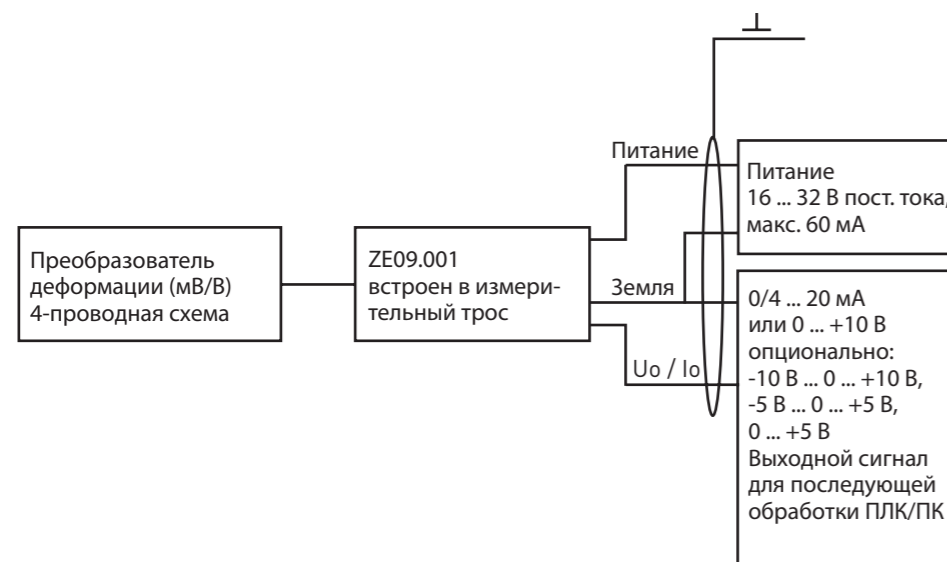 Питание
Питание
16 ... 32 В пост. тока,
макс. 60 мА
Преобразователь
деформации (мВ/В)
4-проводная схема
ZE09.001
встроен в измери-
тельный трос
Земля
0/4 ... 20 мА
или 0 ... +10 В
опционально:
-10 В ... 0 ... +10 В,
-5 В ... 0 ... +5 В,
0 ... +5 В
Выходной сигнал
для последующей
обработки ПЛК/ПК
Uo / Io